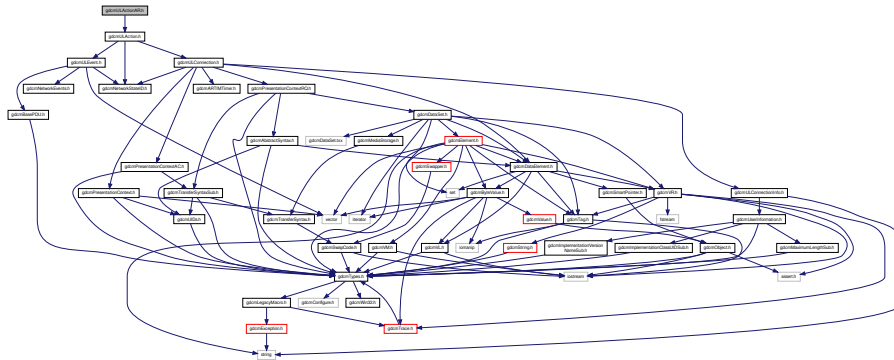 gdcmULActionAR.h
gdcmULAction.h
gdcmULEvent.h
gdcmULConnection.h
gdcmNetworkEvents.h
gdcmNetworkStateID.h
gdcmARTIMTimer.h
gdcmPresentationContextRQ.h
gdcmBasePDU.h
gdcmDataSet.h
gdcmAbstractSyntax.h
gdcmDataSet.txx
gdcmMediaStorage.h
gdcmElement.h
gdcmPresentationContextAC.h
gdcmSwapper.h
gdcmDataElement.h
gdcmPresentationContext.h
gdcmTransferSyntaxSub.h
set
gdcmByteValue.h
gdcmSmartPointer.h
gdcmVR.h
gdcmULConnectionInfo.h
gdcmUIDs.h
gdcmTransferSyntax.h
vector
iterator
gdcmValue.h
gdcmTag.h
fstream
gdcmUserInformation.h
gdcmSwapCode.h
gdcmVM.h
gdcmVL.h
iomanip
gdcmString.h
gdcmImplementationVersion
NameSub.h
gdcmImplementationClassUIDSub.h
gdcmObject.h
gdcmMaximumLengthSub.h
gdcmTypes.h
iostream
assert.h
gdcmLegacyMacro.h
gdcmConfigure.h
gdcmWin32.h
gdcmException.h
gdcmTrace.h
string